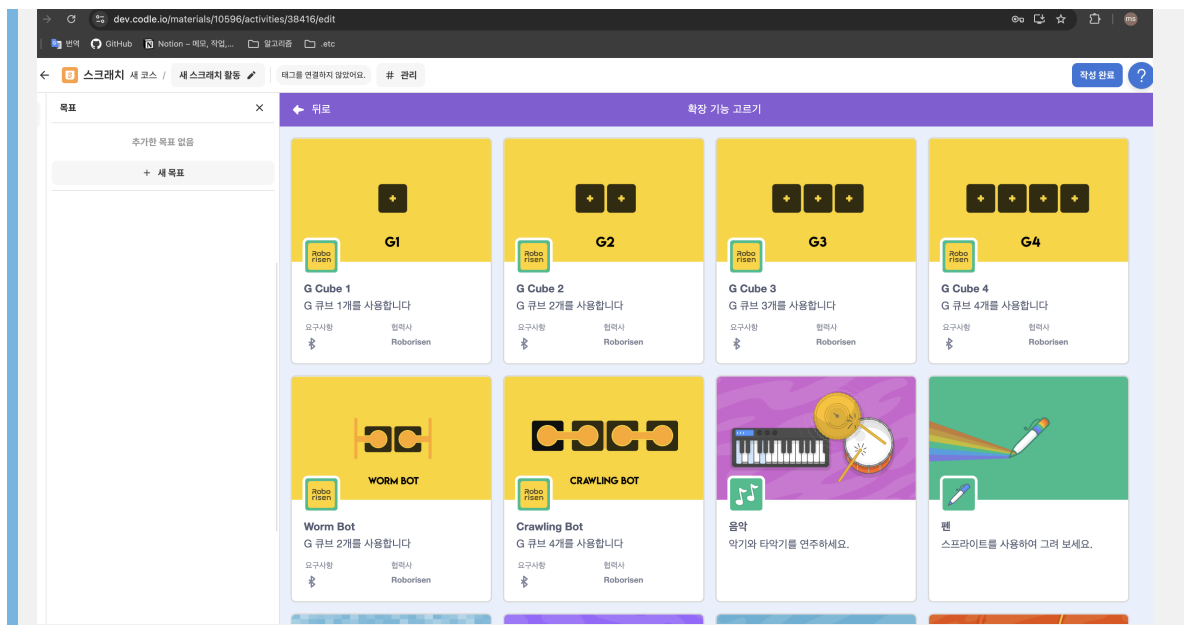 dev.codle.io/materials/10596/activities/38416/edit
ms
번역 GitHub Notion – 메모, 작업,... 알고리즘 .etc
스크래치 새 코스 / 새 스크래치 활동 태그를 연결하지 않았어요. # 관리 작성 완료 ?
목표
추가한 목표 없음
+ 새 목표
뒤로 확장 기능 고르기
G1
Robo risen
G Cube 1
G 큐브 1개를 사용합니다
요구사항 협력사
Roborisen
G2
Robo risen
G Cube 2
G 큐브 2개를 사용합니다
요구사항 협력사
Roborisen
G3
Robo risen
G Cube 3
G 큐브 3개를 사용합니다
요구사항 협력사
Roborisen
G4
Robo risen
G Cube 4
G 큐브 4개를 사용합니다
요구사항 협력사
Roborisen
WORM BOT
Robo risen
Worm Bot
G 큐브 2개를 사용합니다
요구사항 협력사
Roborisen
CRAWLING BOT
Robo risen
Crawling Bot
G 큐브 4개를 사용합니다
요구사항 협력사
Roborisen
음악
악기와 타악기를 연주하세요.
펜
스프라이트를 사용하여 그려 보세요.